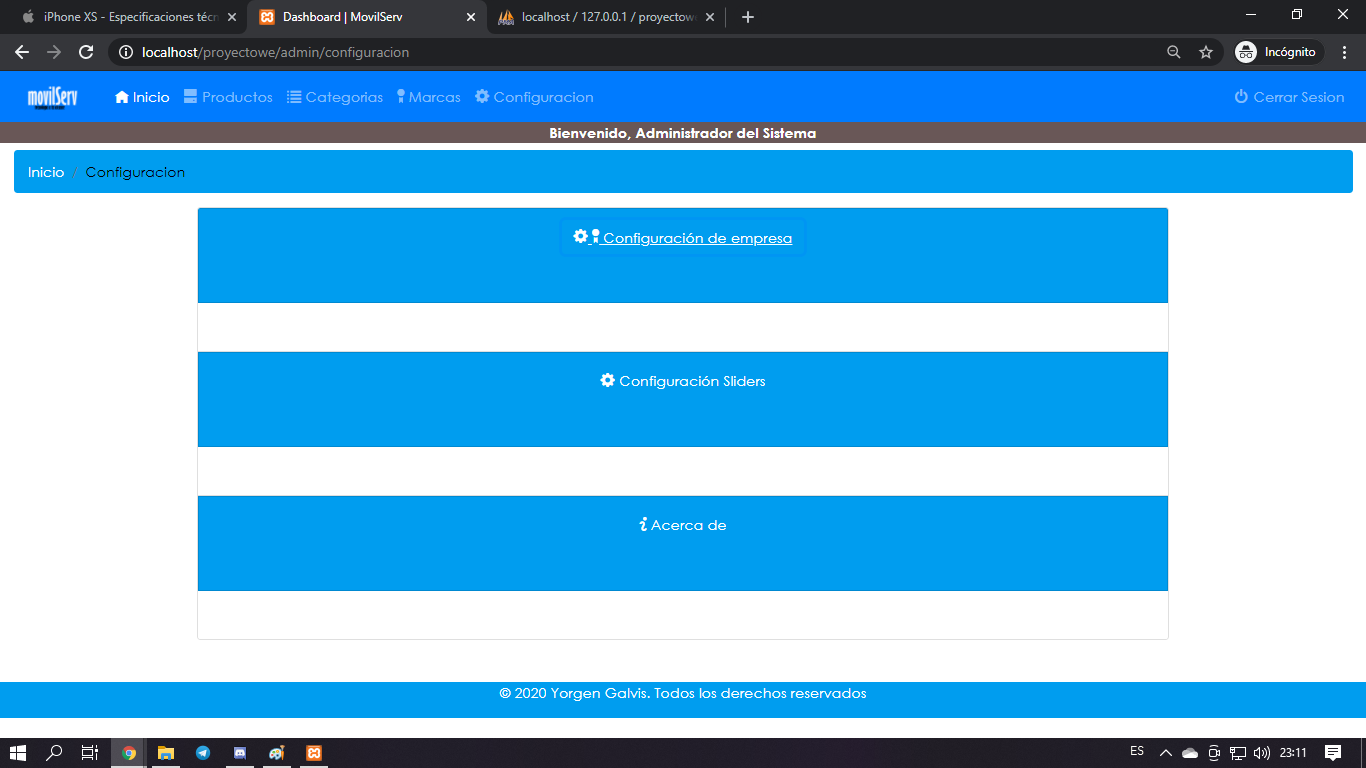 iPhone XS - Especificaciones técn
Dashboard | MovilServ
localhost / 127.0.0.1 / proyectowe
localhost/proyectowe/admin/configuracion
Incógnito
movilServ
Inicio
Productos
Categorias
Marcas
Configuracion
Cerrar Sesion
Bienvenido, Administrador del Sistema
Inicio / Configuracion
Configuración de empresa
Configuración Sliders
Acerca de
© 2020 Yorgen Galvis. Todos los derechos reservados
ES
23:11